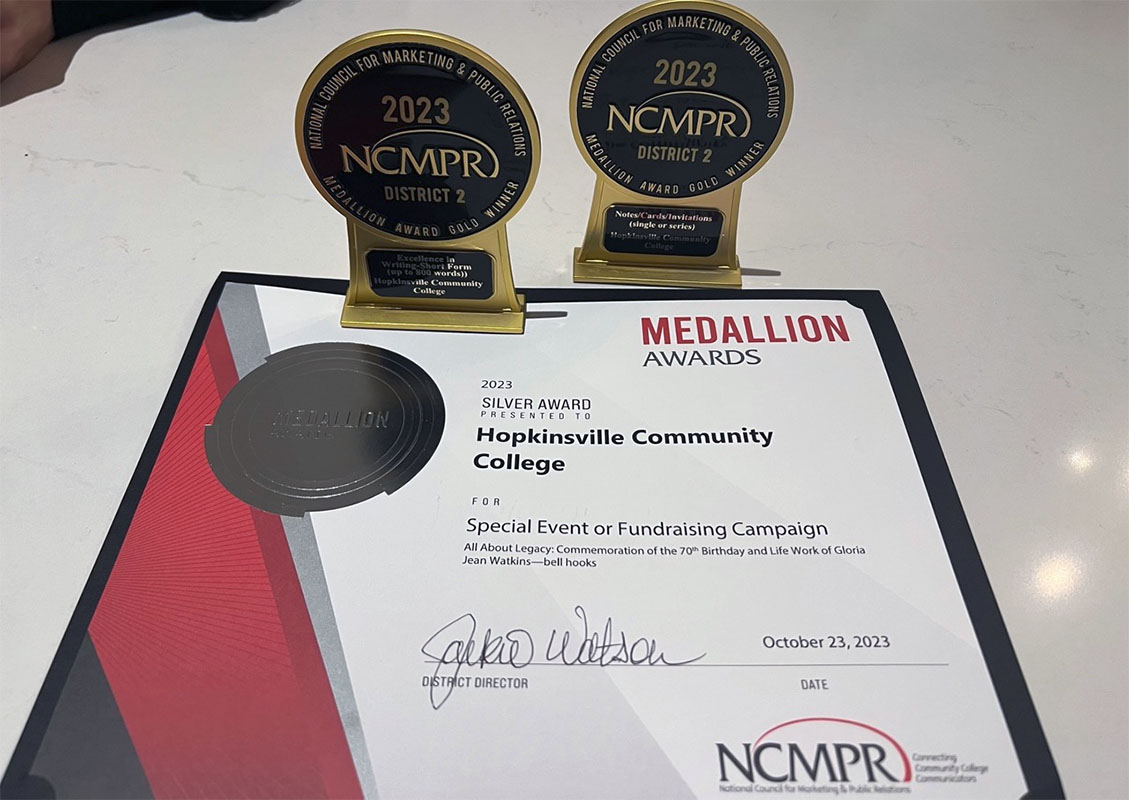 NATIONAL COUNCIL FOR MARKETING & PUBLIC RELATIONS
2023
NCMPR
DISTRICT 2
MEDALLION AWARD GOLD WINNER
Excellence in
Writing-Short Form
(up to 800 words))
Hopkinsville Community
College
NATIONAL COUNCIL FOR MARKETING & PUBLIC RELATIONS
2023
NCMPR
DISTRICT 2
MEDALLION AWARD GOLD WINNER
Notes/Cards/Invitations
(single or series)
Hopkinsville Community
College
MEDALLION
AWARDS
MEDALLION
2023
SILVER AWARD
PRESENTED TO
Hopkinsville Community
College
FOR
Special Event or Fundraising Campaign
All About Legacy: Commemoration of the 70th Birthday and Life Work of Gloria
Jean Watkins—bell hooks
Jackie Watson
October 23, 2023
DISTRICT DIRECTOR
DATE
NCMPR
Connecting
Community College
Communicators
National Council for Marketing & Public Relations